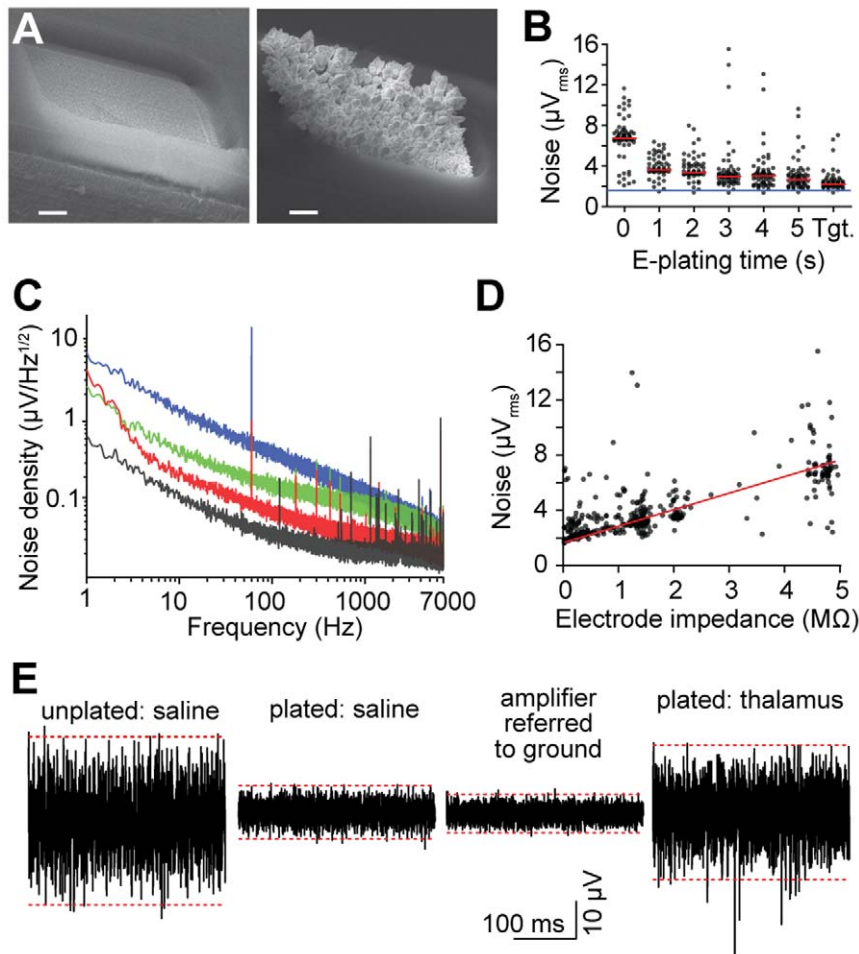 A
B
16
12
8
4
0
Noise (µVrms)
0 1 2 3 4 5 Tgt.
E-plating time (s)
C
10
1
0.1
Noise density (µV/Hz1/2)
1 10 100 1000 7000
Frequency (Hz)
D
16
12
8
4
0
Noise (µVrms)
0 1 2 3 4 5
Electrode impedance (MΩ)
E
unplated: saline
plated: saline
amplifier
referred
to ground
plated: thalamus
100 ms
10 µV